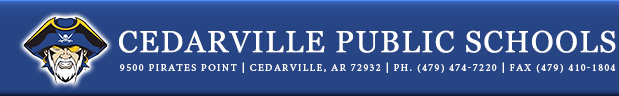 CEDARVILLE PUBLIC SCHOOLS
9500 PIRATES POINT | CEDARVILLE, AR 72932 | PH. (479) 474-7220 | FAX (479) 410-1804